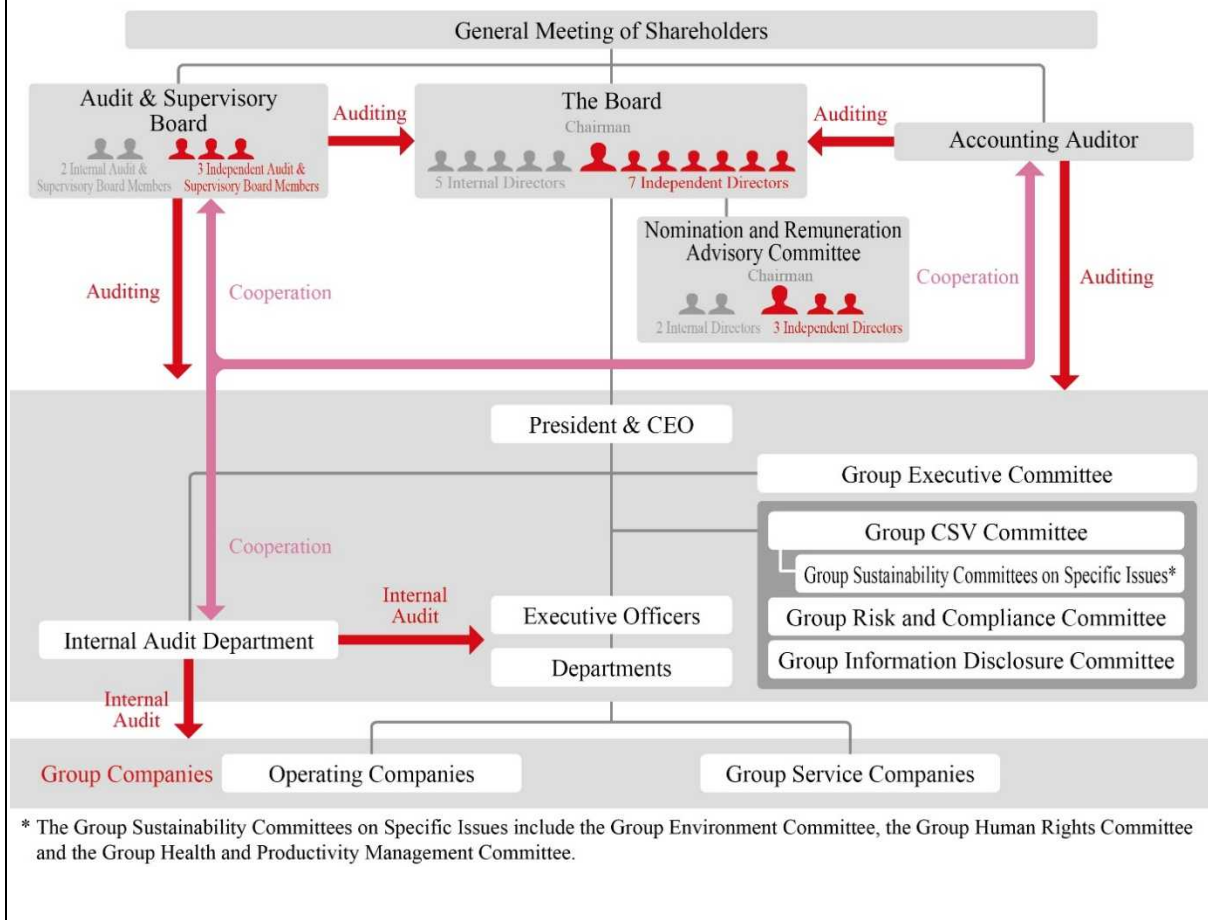 General Meeting of Shareholders
Audit & Supervisory
Board
2 Internal Audit &
Supervisory Board Members
3 Independent Audit &
Supervisory Board Members
Auditing
The Board
Chairman
5 Internal Directors
7 Independent Directors
Auditing
Accounting Auditor
Nomination and Remuneration
Advisory Committee
Chairman
2 Internal Directors
3 Independent Directors
Auditing
Cooperation
Cooperation
Auditing
President & CEO
Group Executive Committee
Group CSV Committee
Group Sustainability Committees on Specific Issues*
Group Risk and Compliance Committee
Group Information Disclosure Committee
Cooperation
Internal Audit Department
Internal
Audit
Executive Officers
Departments
Internal
Audit
Group Companies
Operating Companies
Group Service Companies
* The Group Sustainability Committees on Specific Issues include the Group Environment Committee, the Group Human Rights Committee
and the Group Health and Productivity Management Committee.